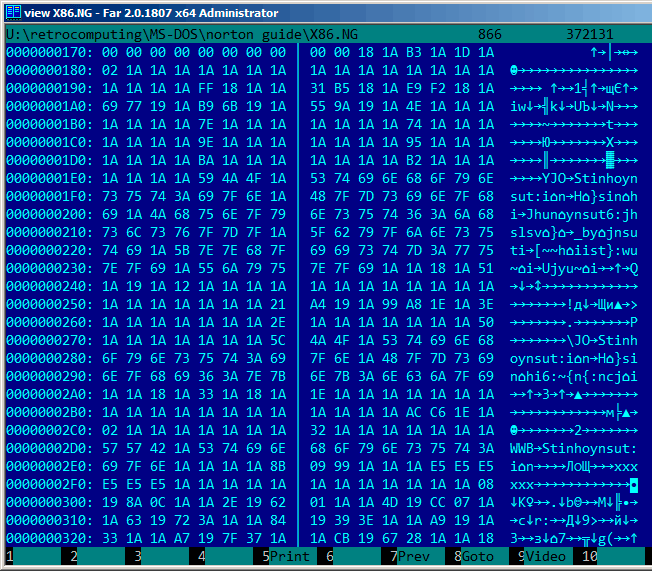 view X86.NG - Far 2.0.1807 x64 Administrator
U:\retrocomputing\MS-DOS\norton guide\X86.NG 866 372131
0000000170: 00 00 00 00 00 00 00 00 │ 00 00 18 1A B3 1A 1D 1A ↑→│→↔→
0000000180: 02 1A 1A 1A 1A 1A 1A 1A │ 1A 1A 1A 1A 1A 1A 1A 1A ☻→→→→→→→→→→→→→→→
0000000190: 1A 1A 1A 1A FF 18 1A 1A │ 31 B5 18 1A E9 F2 18 1A →→→→ ↑→→1╡↑→щЄ↑→
00000001A0: 69 77 19 1A B9 6B 19 1A │ 55 9A 19 1A 4E 1A 1A 1A iw↓→╣k↓→UЪ↓→N→→→
00000001B0: 1A 1A 1A 1A 7E 1A 1A 1A │ 1A 1A 1A 1A 74 1A 1A 1A →→→→~→→→→→→→t→→→
00000001C0: 1A 1A 1A 1A 9E 1A 1A 1A │ 1A 1A 1A 1A 95 1A 1A 1A →→→→Ю→→→→→→→Х→→→
00000001D0: 1A 1A 1A 1A BA 1A 1A 1A │ 1A 1A 1A 1A B2 1A 1A 1A →→→→║→→→→→→→▓→→→
00000001E0: 1A 1A 1A 1A 59 4A 4F 1A │ 53 74 69 6E 68 6F 79 6E →→→→YJO→Stinhoyn
00000001F0: 73 75 74 3A 69 7F 6E 1A │ 48 7F 7D 73 69 6E 7F 68 sut:i⌂n→H⌂}sin⌂h
0000000200: 69 1A 4A 68 75 6E 7F 79 │ 6E 73 75 74 36 3A 6A 68 i→Jhun⌂ynsut6:jh
0000000210: 73 6C 73 76 7F 7D 7F 1A │ 5F 62 79 7F 6A 6E 73 75 slsv⌂}⌂→_by⌂jnsu
0000000220: 74 69 1A 5B 7E 7E 68 7F │ 69 69 73 74 7D 3A 77 75 ti→[~~h⌂iist}:wu
0000000230: 7E 7F 69 1A 55 6A 79 75 │ 7E 7F 69 1A 1A 18 1A 51 ~⌂i→Ujyu~⌂i→→↑→Q
0000000240: 1A 19 1A 12 1A 1A 1A 1A │ 1A 1A 1A 1A 1A 1A 1A 1A →↓→↕→→→→→→→→→→→→
0000000250: 1A 1A 1A 1A 1A 1A 1A 21 │ A4 19 1A 99 A8 1E 1A 3E →→→→→→→!д↓→Щи▲→>
0000000260: 1A 1A 1A 1A 1A 1A 1A 2E │ 1A 1A 1A 1A 1A 1A 1A 50 →→→→→→→.→→→→→→→P
0000000270: 1A 1A 1A 1A 1A 1A 1A 5C │ 4A 4F 1A 53 74 69 6E 68 →→→→→→→\JO→Stinh
0000000280: 6F 79 6E 73 75 74 3A 69 │ 7F 6E 1A 48 7F 7D 73 69 oynsut:i⌂n→H⌂}si
0000000290: 6E 7F 68 69 36 3A 7E 7B │ 6E 7B 3A 6E 63 6A 7F 69 n⌂hi6:~{n{:ncj⌂i
00000002A0: 1A 1A 18 1A 33 1A 18 1A │ 1E 1A 1A 1A 1A 1A 1A 1A →→↑→3→↑→▲→→→→→→→
00000002B0: 1A 1A 1A 1A 1A 1A 1A 1A │ 1A 1A 1A 1A AC C6 1E 1A →→→→→→→→→→→→м╞▲→
00000002C0: 02 1A 1A 1A 1A 1A 1A 1A │ 32 1A 1A 1A 1A 1A 1A 1A ☻→→→→→→→2→→→→→→→
00000002D0: 57 57 42 1A 53 74 69 6E │ 68 6F 79 6E 73 75 74 3A WWB→Stinhoynsut:
00000002E0: 69 7F 6E 1A 1A 1A 1A 8B │ 09 99 1A 1A 1A E5 E5 E5 i⌂n→→→→Л○Щ→→→ххх
00000002F0: E5 E5 E5 1A 1A 1A 1A 1A │ 1A 1A 1A 1A 1A 1A 1A 08 ххх→→→→→→→→→→→→◘
0000000300: 19 8A 0C 1A 1A 2E 19 62 │ 01 1A 1A 4D 19 CC 07 1A ↓К♀→→.↓b☺→→M↓╠•→
0000000310: 1A 63 19 72 3A 1A 1A 84 │ 19 39 3E 1A 1A A9 19 1A →c↓r:→→Д↓9>→→й↓→
0000000320: 33 1A 1A A7 19 7F 37 1A │ 1A CB 19 67 28 1A 1A 18 3→→з↓⌂7→→╦↓g(→→↑
1 2 3 4 5Print 6 7Prev 8Goto 9Video 10